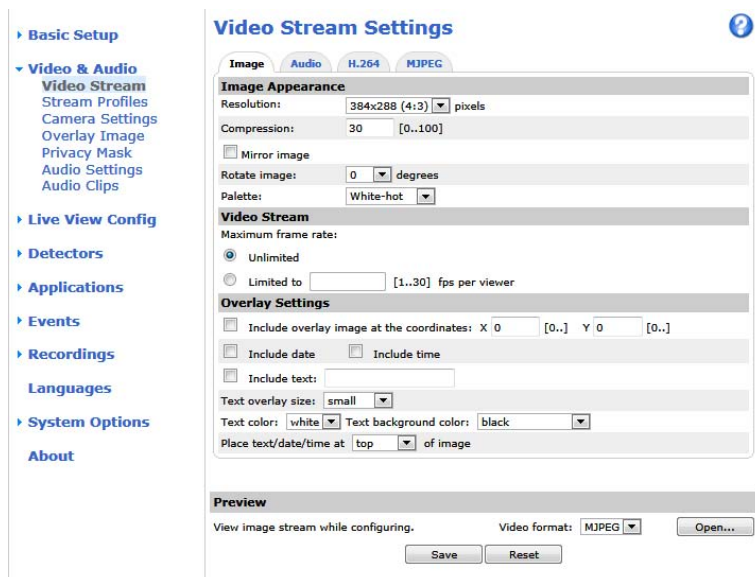 Basic Setup
Video & Audio
Video Stream
Stream Profiles
Camera Settings
Overlay Image
Privacy Mask
Audio Settings
Audio Clips
Live View Config
Detectors
Applications
Events
Recordings
Languages
System Options
About
Video Stream Settings
?
Image Audio H.264 MJPEG
Image Appearance
Resolution: 384x288 (4:3) pixels
Compression: 30 [0..100]
Mirror image
Rotate image: 0 degrees
Palette: White-hot
Video Stream
Maximum frame rate:
Unlimited
Limited to [1..30] fps per viewer
Overlay Settings
Include overlay image at the coordinates: X 0 [0..] Y 0 [0..]
Include date Include time
Include text:
Text overlay size: small
Text color: white Text background color: black
Place text/date/time at top of image
Preview
View image stream while configuring. Video format: MJPEG Open...
Save Reset